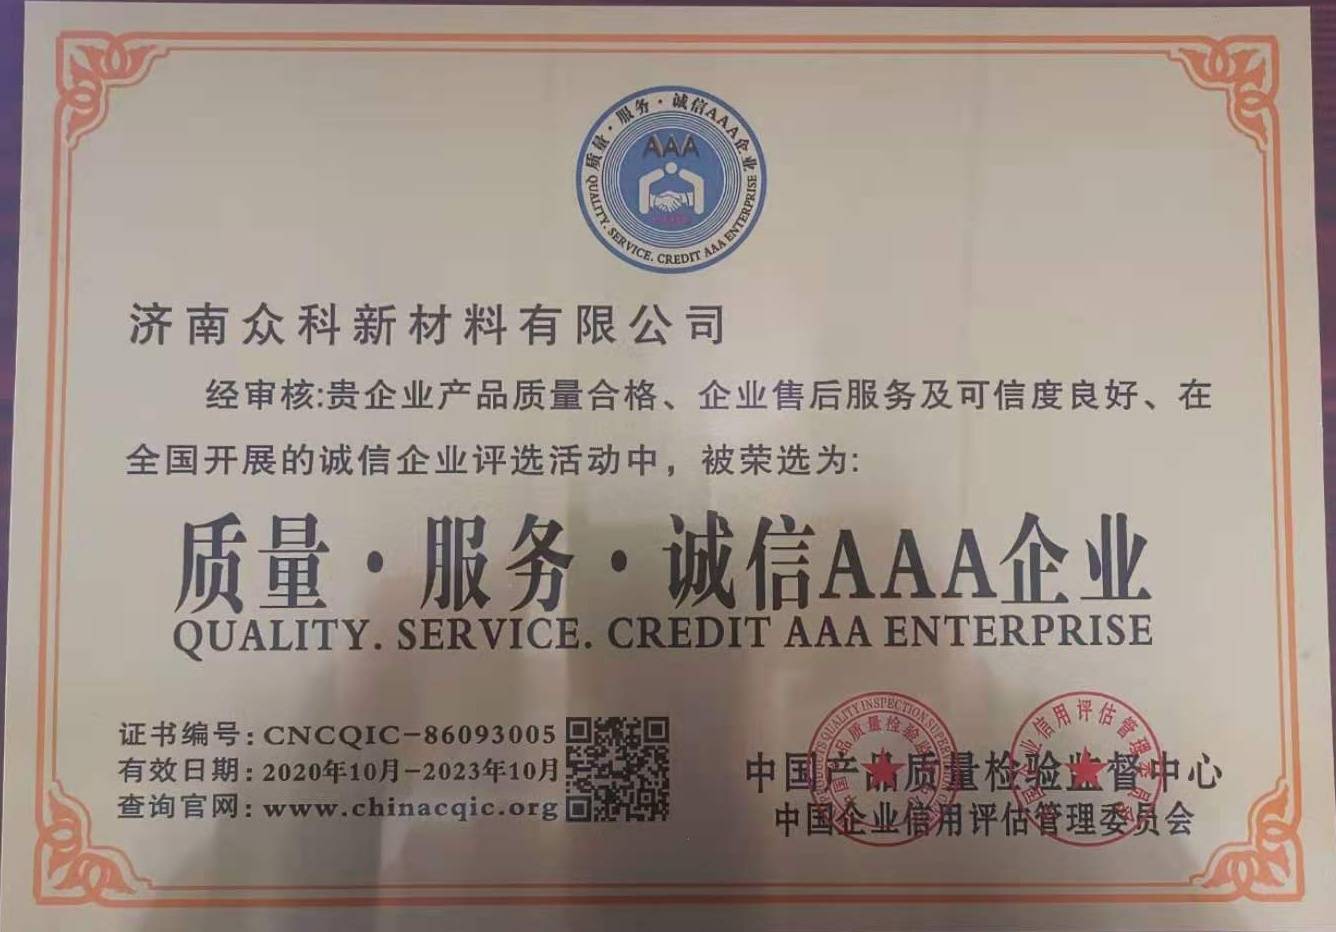 质量·服务·诚信AAA企业
AAA
QUALITY. SERVICE. CREDIT AAA ENTERPRISE
济南众科新材料有限公司
经审核:贵企业产品质量合格、企业售后服务及可信度良好、在
全国开展的诚信企业评选活动中，被荣选为:
质量·服务·诚信AAA企业
QUALITY. SERVICE. CREDIT AAA ENTERPRISE
证书编号:CNCQIC-86093005
有效日期:2020年10月-2023年10月
查询官网:www.chinacqic.org
中国产品质量检验监督中心
中国企业信用评估管理委员会